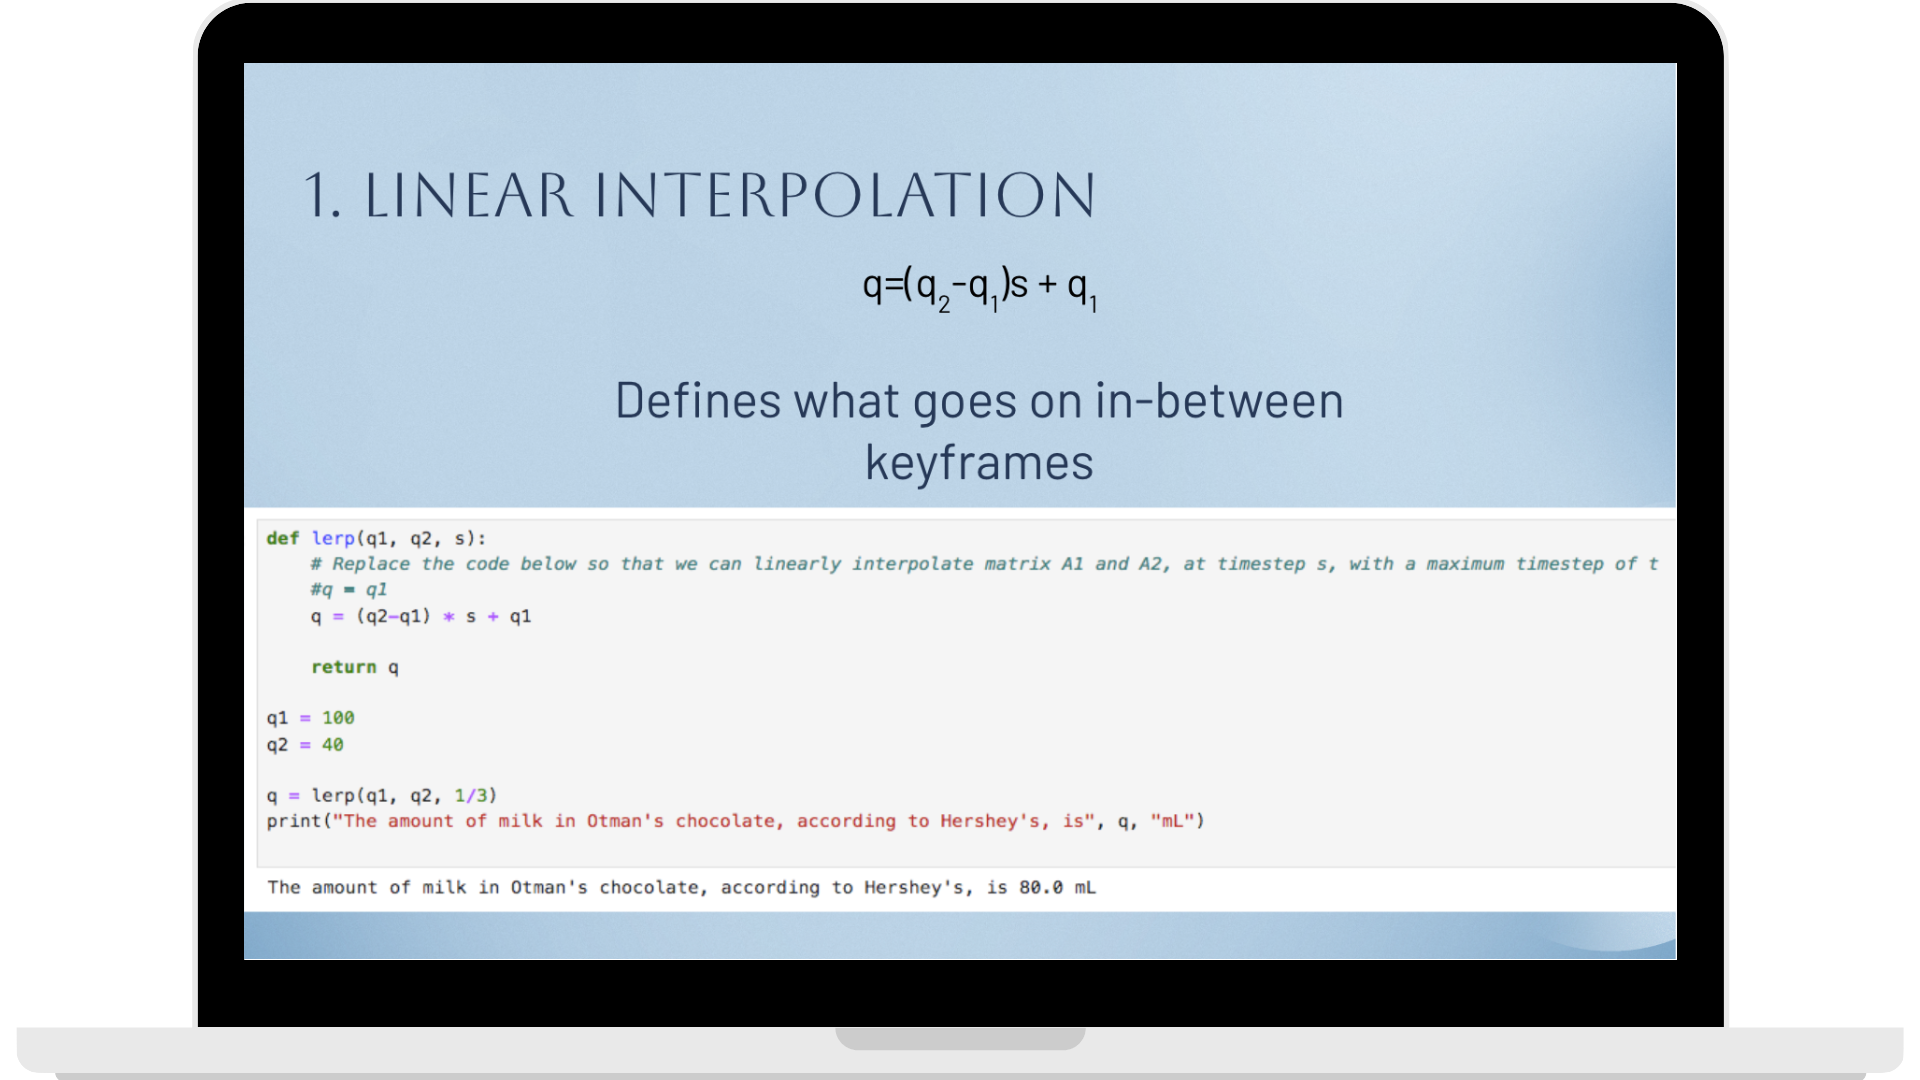 1. LINEAR INTERPOLATION
q=(q2-q1)s + q1
Defines what goes on in-between
keyframes
def lerp(q1, q2, s):
    # Replace the code below so that we can linearly interpolate matrix A1 and A2, at timestep s, with a maximum timestep of t
    #q = q1
    q = (q2-q1) * s + q1
    return q
q1 = 100
q2 = 40
q = lerp(q1, q2, 1/3)
print("The amount of milk in Otman's chocolate, according to Hershey's, is", q, "mL")
The amount of milk in Otman's chocolate, according to Hershey's, is 80.0 mL